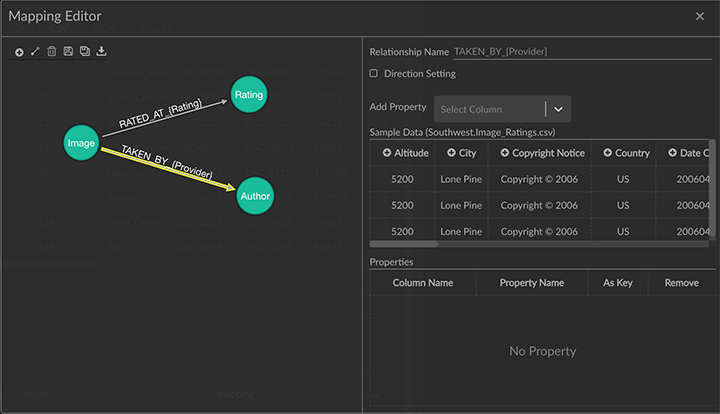 Mapping Editor
Relationship Name TAKEN_BY_{Provider}
Direction Setting
Add Property Select Column
Sample Data (Southwest.Image_Ratings.csv)
Altitude City Copyright Notice Country Date C
5200 Lone Pine Copyright © 2006 US 200604
5200 Lone Pine Copyright © 2006 US 200604
5200 Lone Pine Copyright © 2006 US 200604
Properties
Column Name Property Name As Key Remove
No Property
Rating
RATED_AT_{Rating}
Image
TAKEN_BY_{Provider}
Author
Mapping